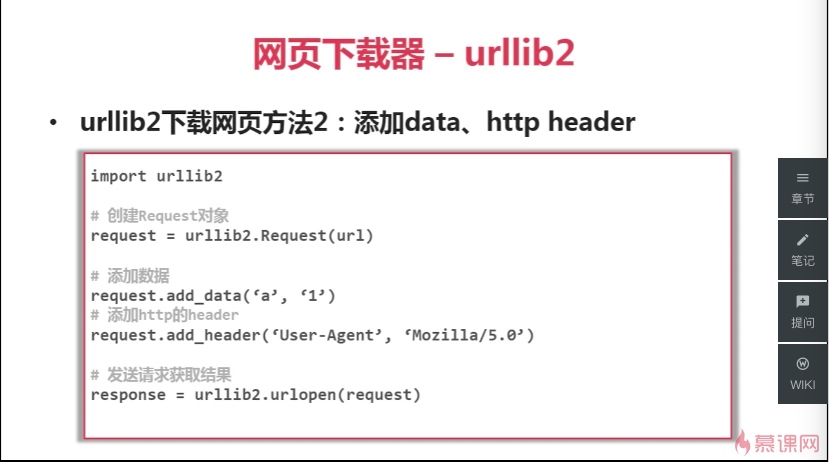 网页下载器 – urllib2
• urllib2下载网页方法2：添加data、http header
import urllib2
# 创建Request对象
request = urllib2.Request(url)
# 添加数据
request.add_data(‘a’, ‘1’)
# 添加http的header
request.add_header(‘User-Agent’, ‘Mozilla/5.0’)
# 发送请求获取结果
response = urllib2.urlopen(request)
章节
笔记
提问
WIKI
慕课网